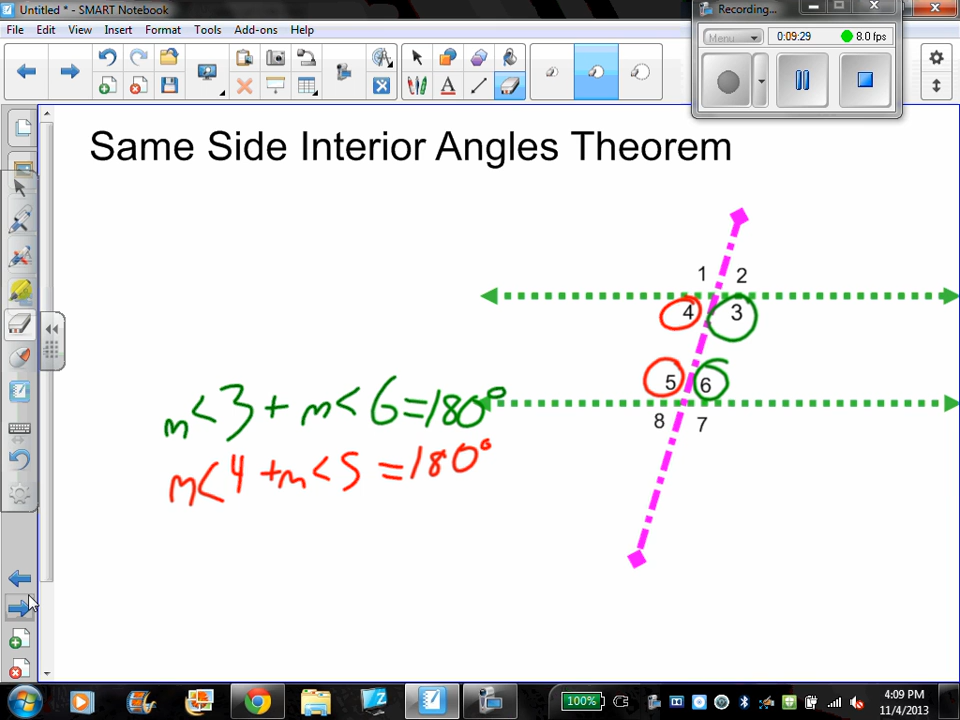 Untitled * - SMART Notebook
Recording...
File Edit View Insert Format Tools Add-ons Help
Menu 0:09:29 8.0 fps
Same Side Interior Angles Theorem
1 2
4 3
5 6
8 7
m<3 + m<6=180°
m<4 +m<5 =180°
100%
4:09 PM
11/4/2013